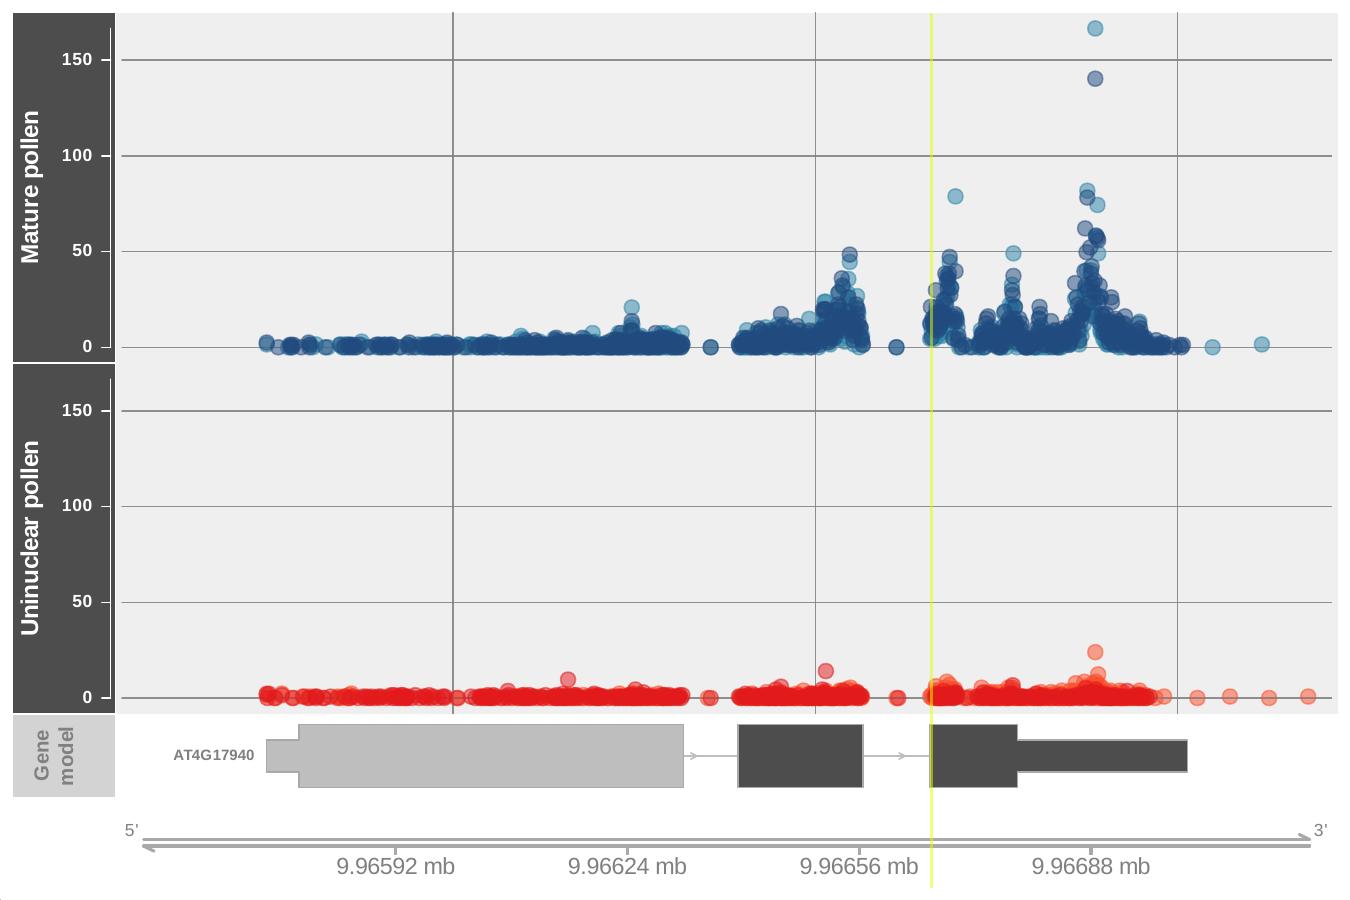 Mature pollen
150
100
50
0
Uninuclear pollen
150
100
50
0
Gene
model
AT4G17940
5'
3'
9.96592 mb
9.96624 mb
9.96656 mb
9.96688 mb